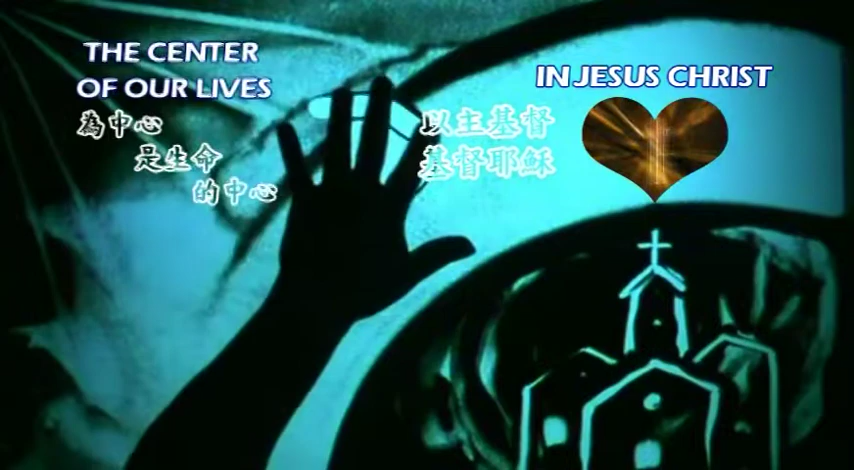 THE CENTER
OF OUR LIVES
為中心
是生命
的中心
IN JESUS CHRIST
以主基督
基督耶穌